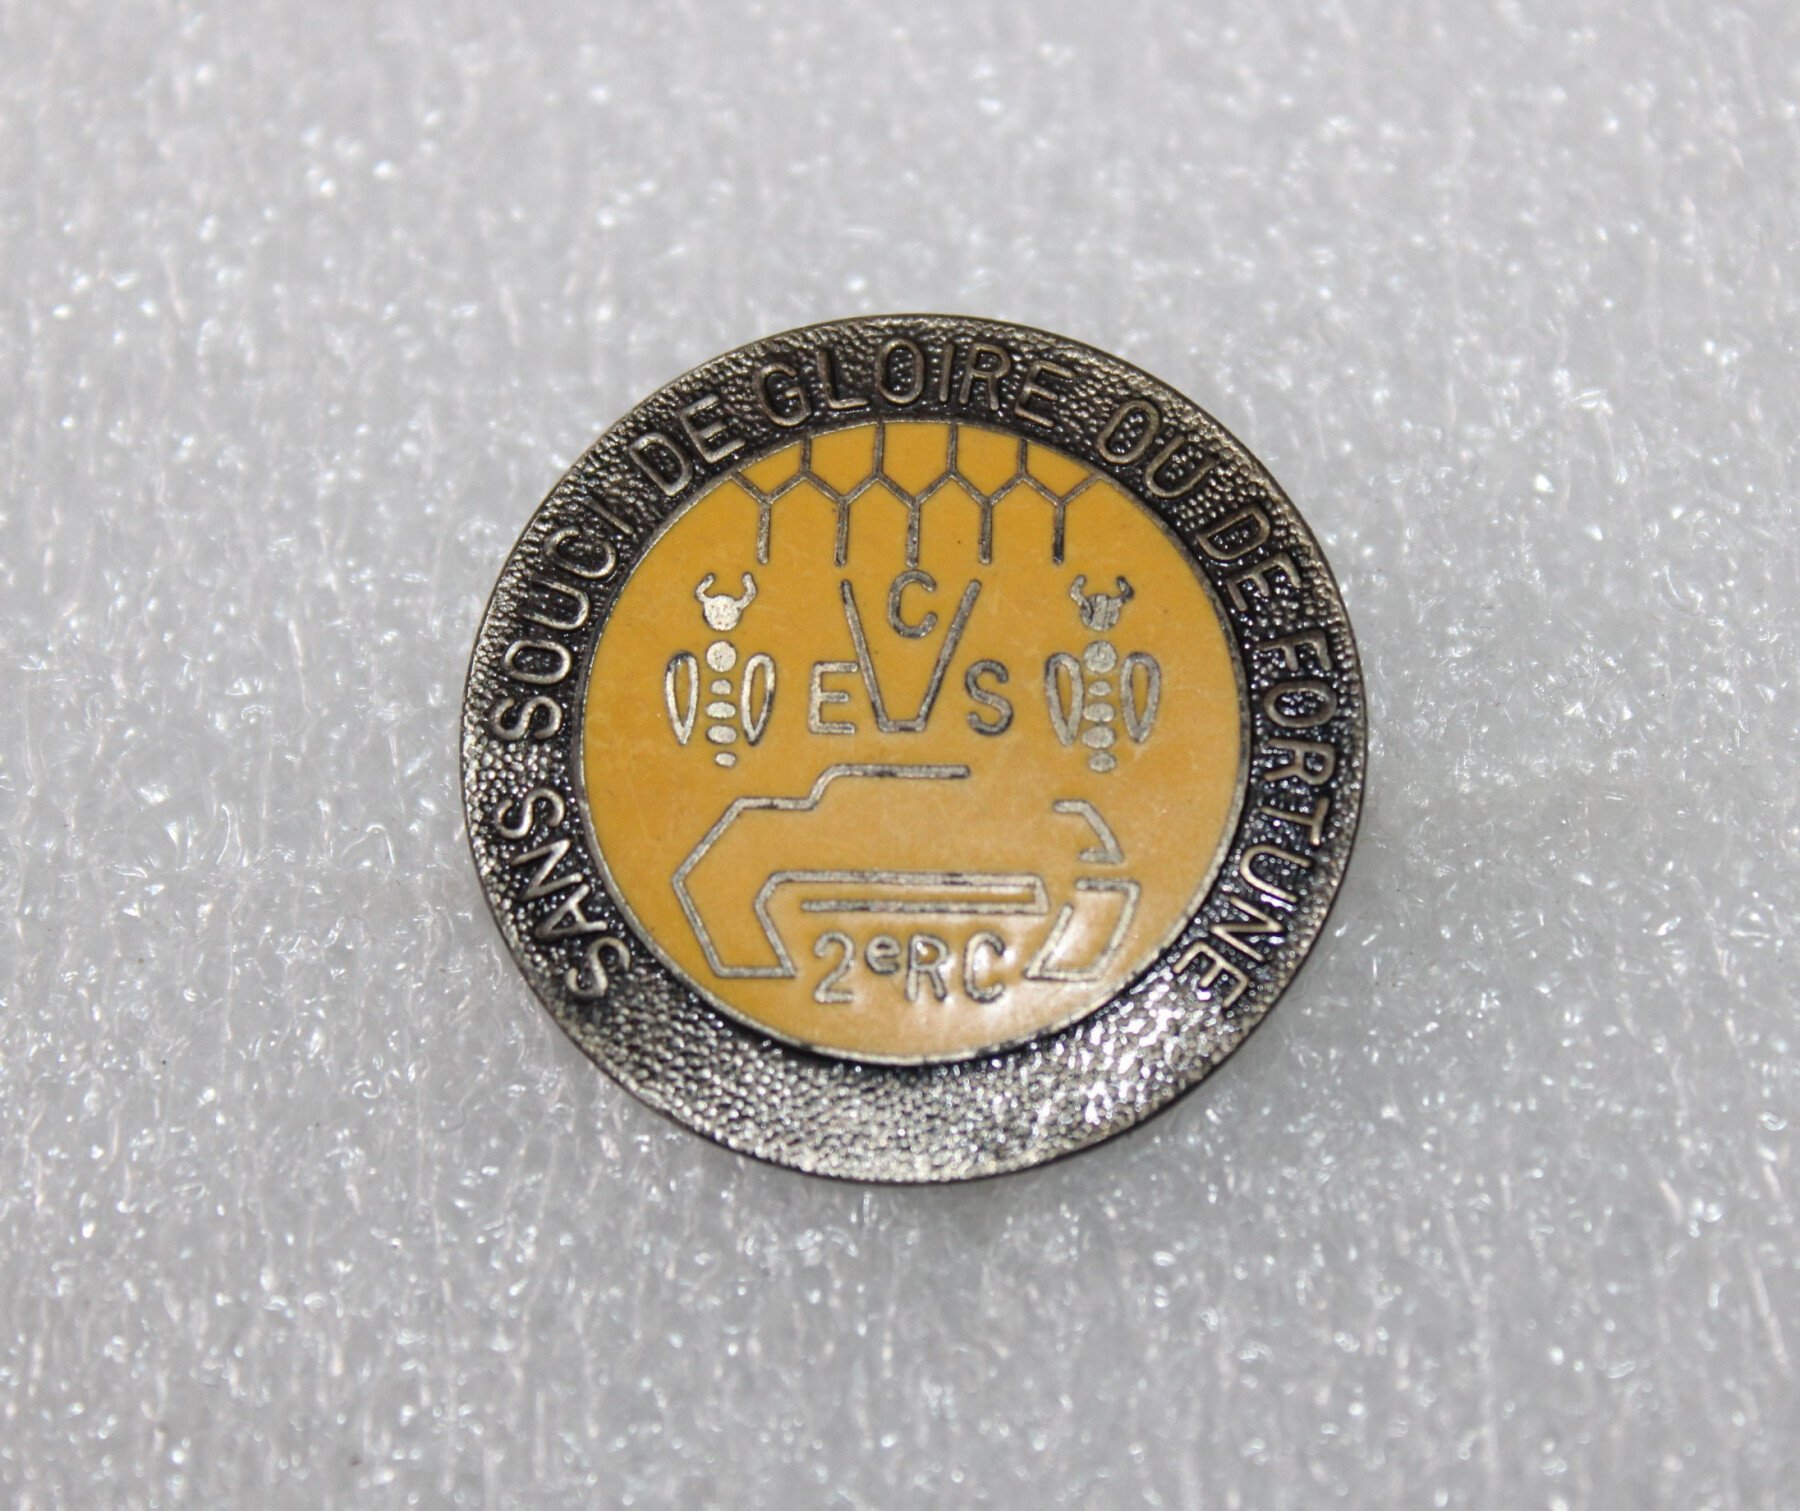 SANS SOUCI DE GLOIRE OU DE FORTUNE
C
E V S
2e RC